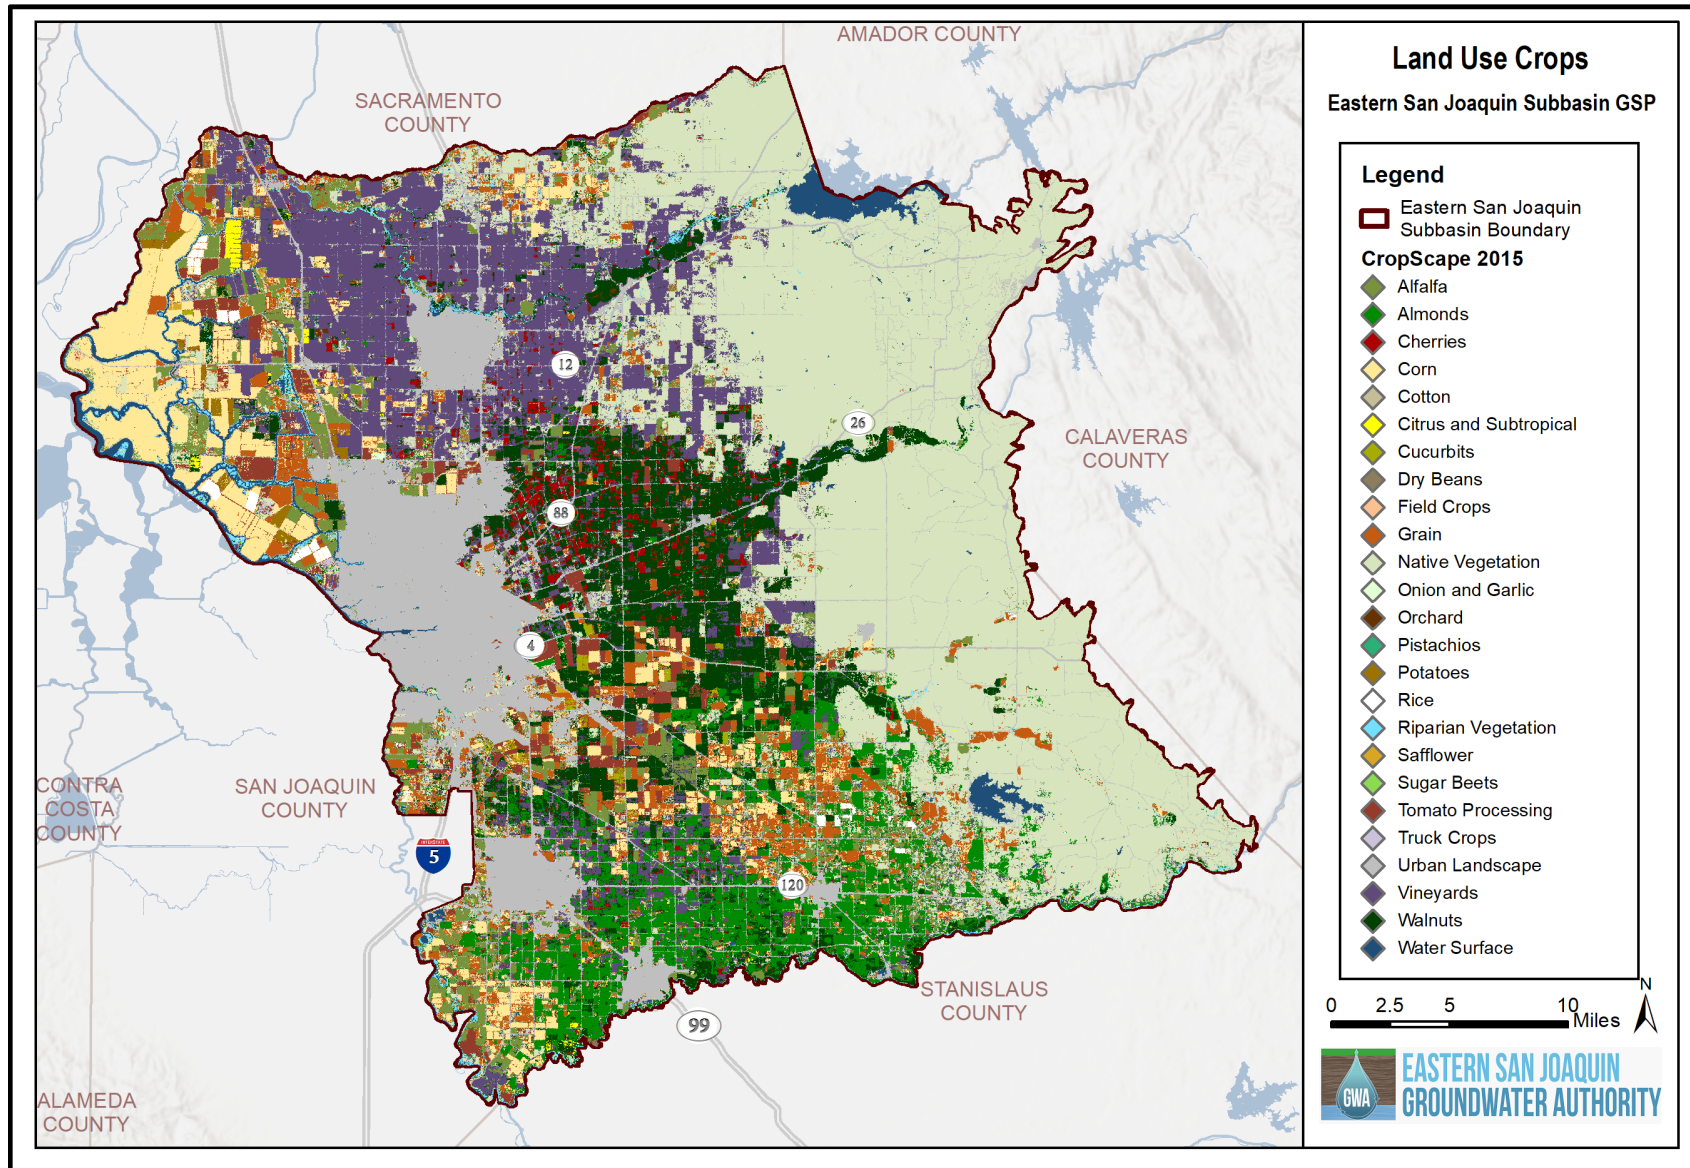 AMADOR COUNTY
SACRAMENTO
COUNTY
12
26
CALAVERAS
COUNTY
88
4
CONTRA
COSTA
COUNTY
SAN JOAQUIN
COUNTY
INTERSTATE
5
120
STANISLAUS
COUNTY
99
ALAMEDA
COUNTY
Land Use Crops
Eastern San Joaquin Subbasin GSP
Legend
Eastern San Joaquin
Subbasin Boundary
CropScape 2015
Alfalfa
Almonds
Cherries
Corn
Cotton
Citrus and Subtropical
Cucurbits
Dry Beans
Field Crops
Grain
Native Vegetation
Onion and Garlic
Orchard
Pistachios
Potatoes
Rice
Riparian Vegetation
Safflower
Sugar Beets
Tomato Processing
Truck Crops
Urban Landscape
Vineyards
Walnuts
Water Surface
N
0 2.5 5 10
Miles
GWA
EASTERN SAN JOAQUIN
GROUNDWATER AUTHORITY